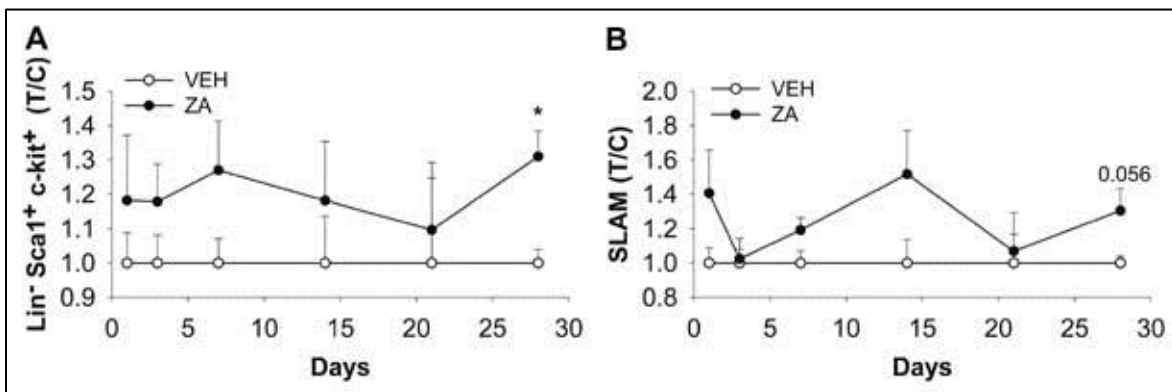 A
Lin⁻ Sca1⁺ c-kit⁺ (T/C)
VEH
ZA
1.5
1.4
1.3
1.2
1.1
1.0
0.9
*
0 5 10 15 20 25 30
Days
B
SLAM (T/C)
VEH
ZA
2.0
1.8
1.6
1.4
1.2
1.0
0.8
0.056
0 5 10 15 20 25 30
Days